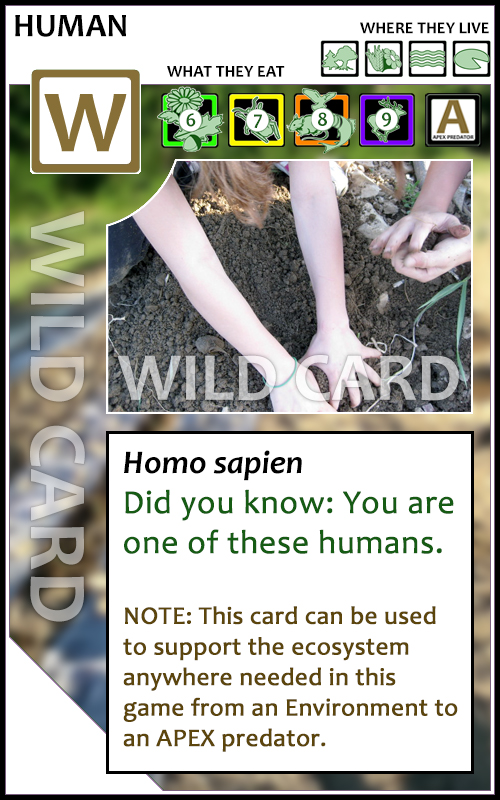 HUMAN
WHERE THEY LIVE
WHAT THEY EAT
W
6
7
8
9
A
APEX PREDATOR
WILD CARD
WILD CARD
Homo sapien
Did you know: You are
one of these humans.
NOTE: This card can be used
to support the ecosystem
anywhere needed in this
game from an Environment to
an APEX predator.